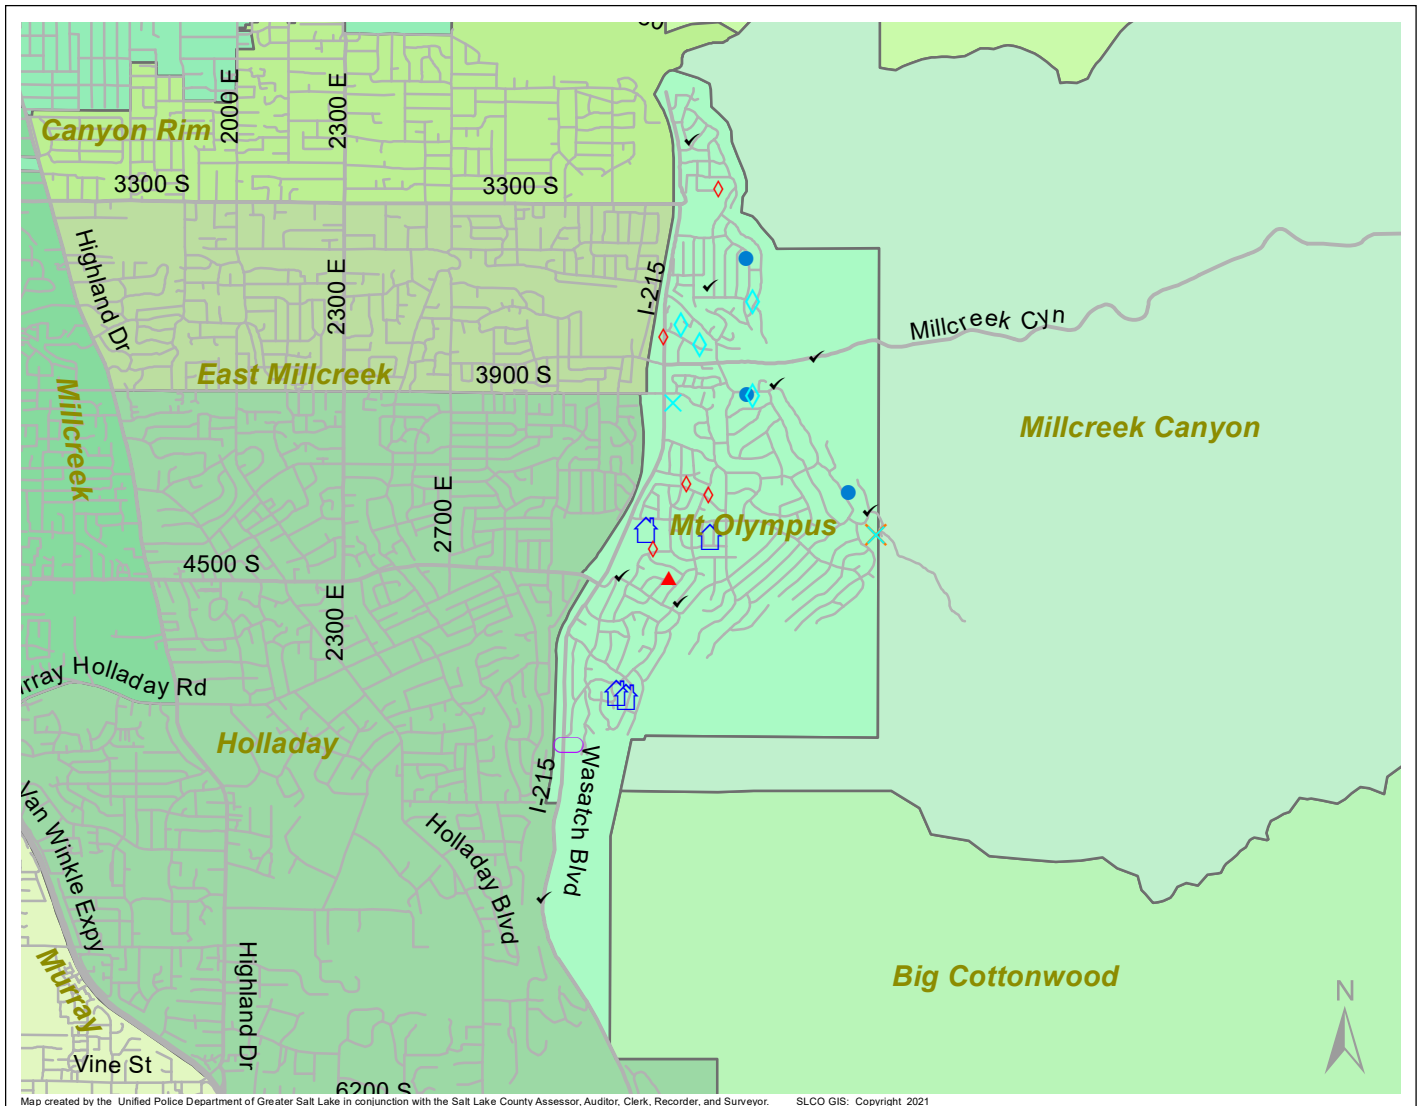 2000 E
2300 E
Canyon Rim
3300 S
3300 S
Highland Dr
2300 E
I-215
Millcreek Cyn
East Millcreek
3900 S
Millcreek
Millcreek Canyon
2700 E
Mt Olympus
4500 S
2300 E
rray Holladay Rd
Holladay
I-215
Wasatch Blvd
Van Winkle Expy
Holladay Blvd
Highland Dr
Murray
Big Cottonwood
N
Vine St
6200 S
Map created by the Unified Police Department of Greater Salt Lake in conjunction with the Salt Lake County Assessor, Auditor, Clerk, Recorder, and Surveyor. SLCO GIS: Copyright 2021